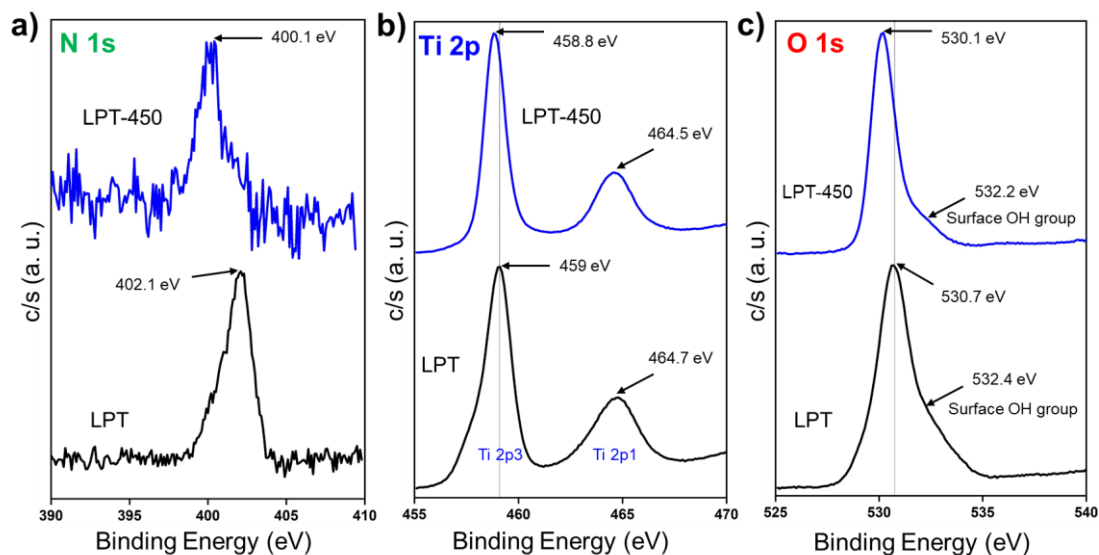 a)
N 1s
400.1 eV
LPT-450
402.1 eV
LPT
c/s (a. u.)
390 395 400 405 410
Binding Energy (eV)
b)
Ti 2p
458.8 eV
LPT-450
464.5 eV
459 eV
LPT
464.7 eV
Ti 2p3
Ti 2p1
c/s (a. u.)
455 460 465 470
Binding Energy (eV)
c)
O 1s
530.1 eV
LPT-450
532.2 eV
Surface OH group
530.7 eV
532.4 eV
Surface OH group
LPT
c/s (a. u.)
525 530 535 540
Binding Energy (eV)